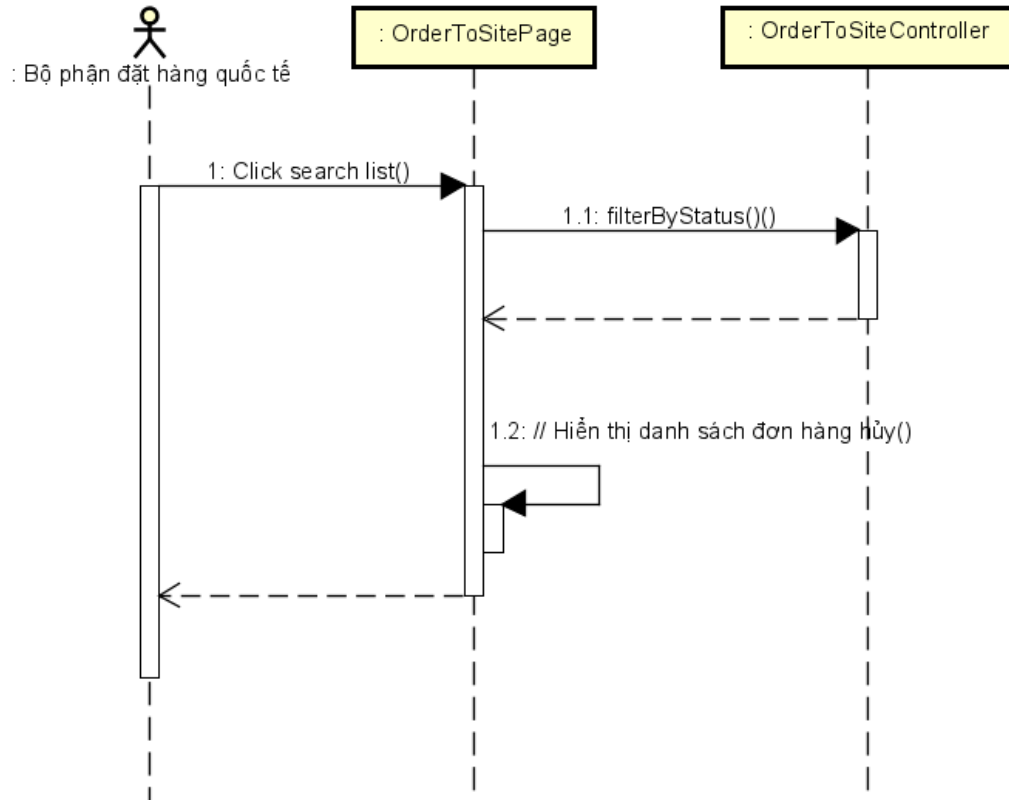 : OrderToSitePage
: OrderToSiteController
: Bộ phận đặt hàng quốc tế
1: Click search list()
1.1: filterByStatus()()
1.2: // Hiển thị danh sách đơn hàng hủy()